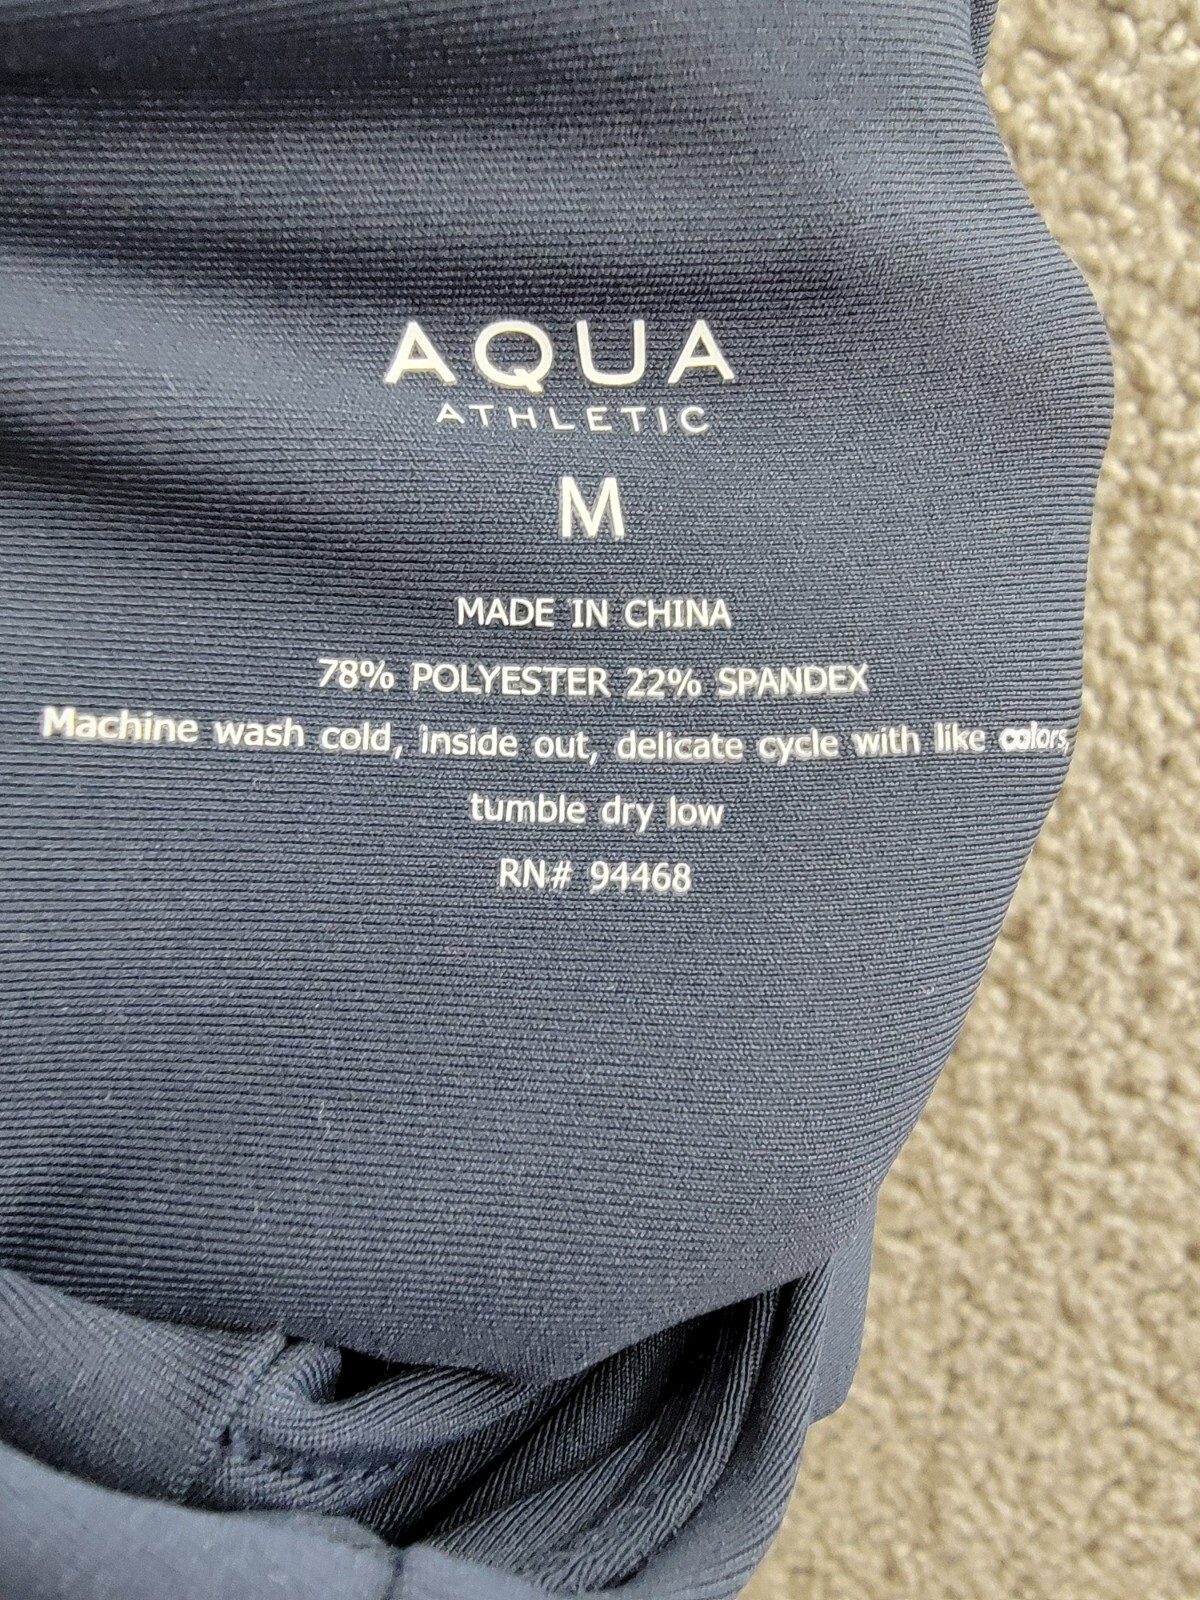 AQUA
ATHLETIC
M
MADE IN CHINA
78% POLYESTER 22% SPANDEX
Machine wash cold, inside out, delicate cycle with like colors,
tumble dry low
RN# 94468